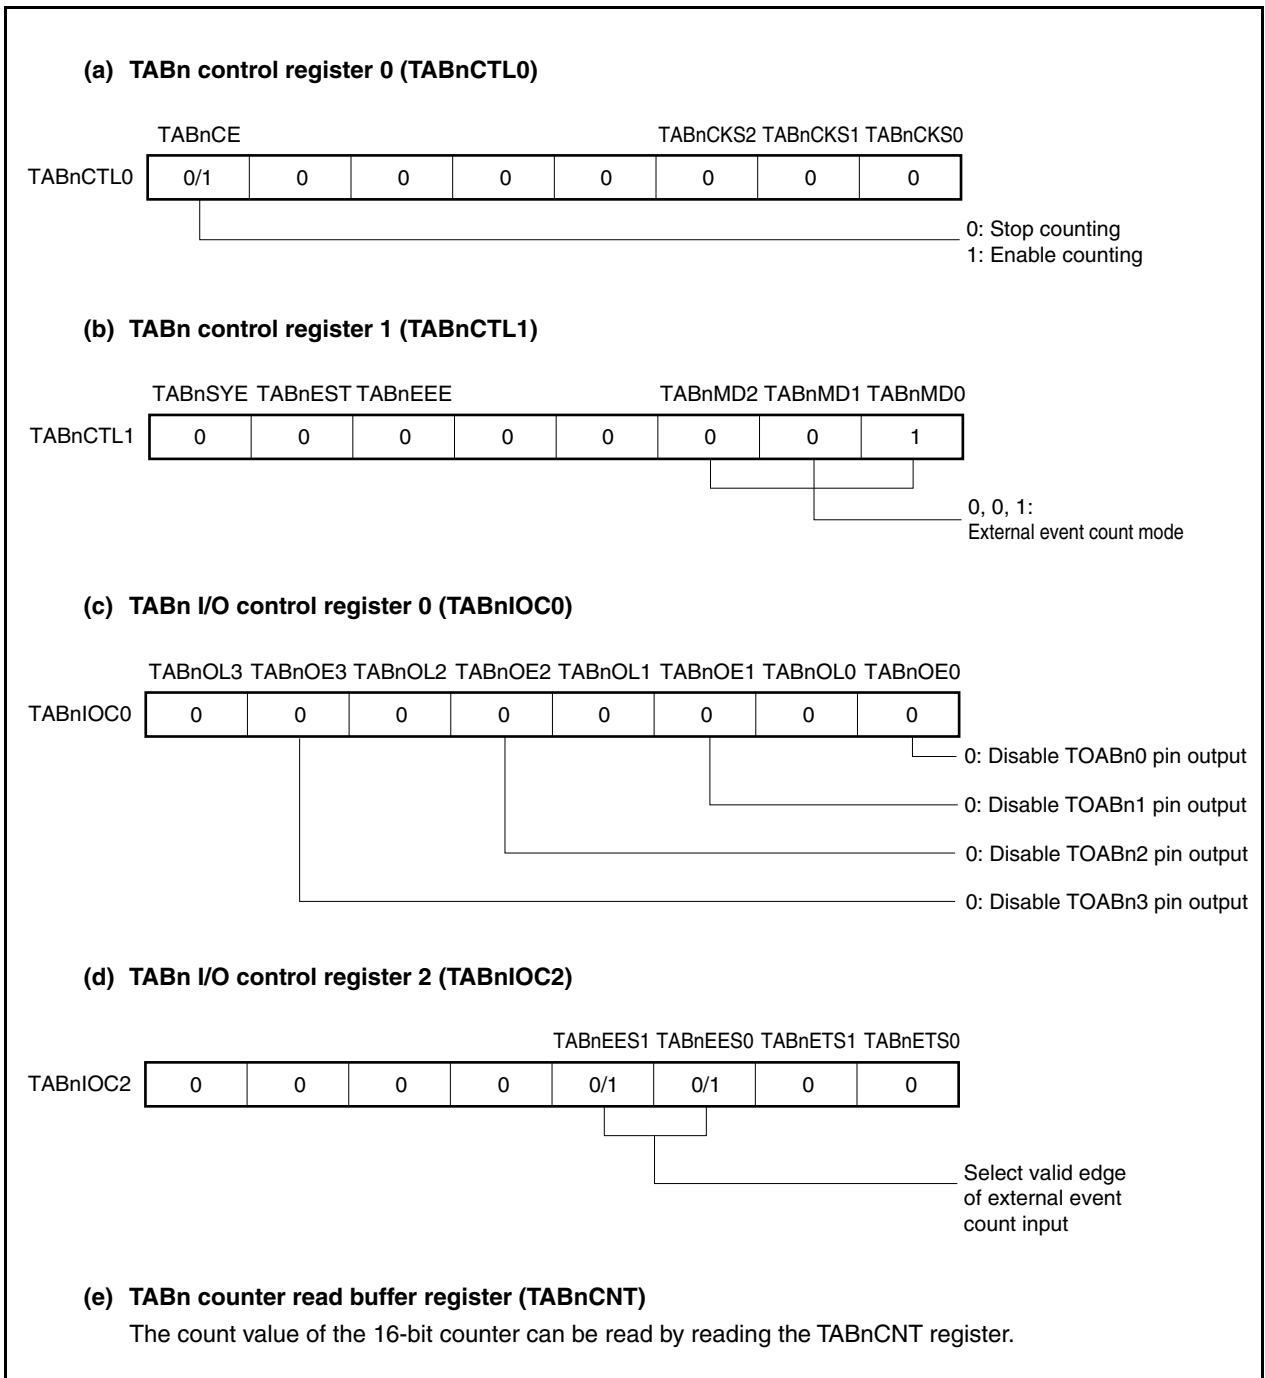 (a) TABn control register 0 (TABnCTL0)
TABnCE TABnCKS2 TABnCKS1 TABnCKS0
TABnCTL0 0/1 0 0 0 0 0 0 0
0: Stop counting
1: Enable counting
(b) TABn control register 1 (TABnCTL1)
TABnSYE TABnEST TABnEEE TABnMD2 TABnMD1 TABnMD0
TABnCTL1 0 0 0 0 0 0 0 1
0, 0, 1:
External event count mode
(c) TABn I/O control register 0 (TABnIOC0)
TABnOL3 TABnOE3 TABnOL2 TABnOE2 TABnOL1 TABnOE1 TABnOL0 TABnOE0
TABnIOC0 0 0 0 0 0 0 0 0
0: Disable TOABn0 pin output
0: Disable TOABn1 pin output
0: Disable TOABn2 pin output
0: Disable TOABn3 pin output
(d) TABn I/O control register 2 (TABnIOC2)
TABnEES1 TABnEES0 TABnETS1 TABnETS0
TABnIOC2 0 0 0 0 0/1 0/1 0 0
Select valid edge
of external event
count input
(e) TABn counter read buffer register (TABnCNT)
The count value of the 16-bit counter can be read by reading the TABnCNT register.